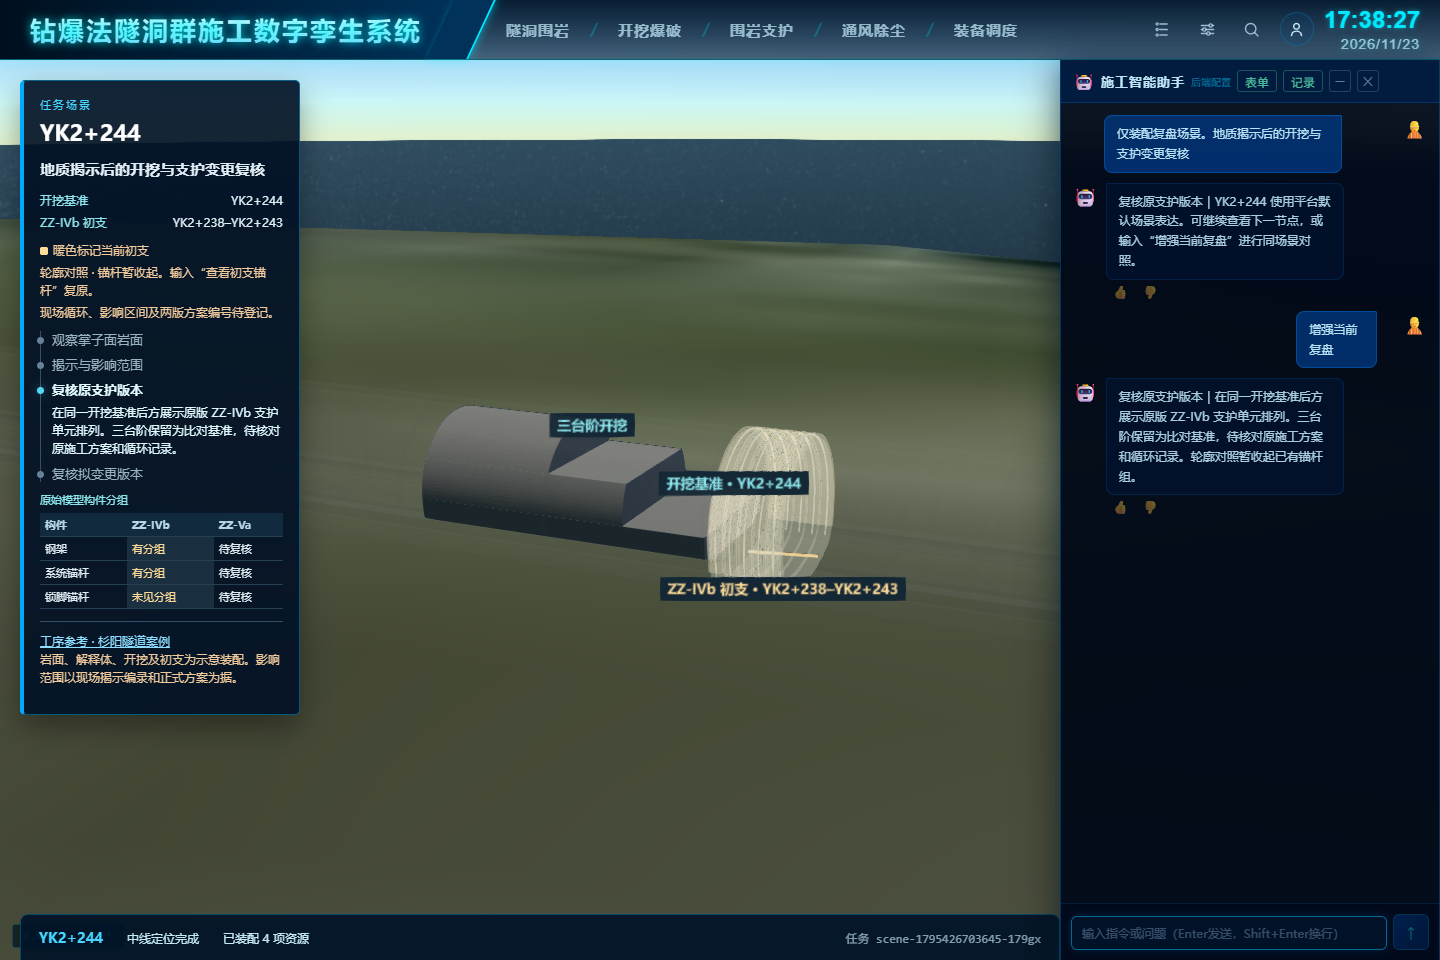 钻爆法隧洞群施工数字孪生系统
隧洞围岩 / 开挖爆破 / 围岩支护 / 通风除尘 / 装备调度
17:38:27
2026/11/23
任务场景
YK2+244
地质揭示后的开挖与支护变更复核
开挖基准 YK2+244
ZZ-IVb 初支 YK2+238–YK2+243
暖色标记当前初支
轮廓对照 · 锚杆暂收起。输入“查看初支锚
杆”复原。
现场循环、影响区间及两版方案编号待登记。
观察掌子面岩面
揭示与影响范围
复核原支护版本
在同一开挖基准后方展示原版 ZZ-IVb 支护
单元排列。三台阶保留为比对基准，待核对
原施工方案和循环记录。
复核拟变更版本
原始模型构件分组
构件 ZZ-IVb ZZ-Va
钢架 有分组 待复核
系统锚杆 有分组 待复核
锁脚锚杆 未见分组 待复核
工序参考 · 杉阳隧道案例
岩面、解释体、开挖及初支为示意装配。影响
范围以现场揭示编录和正式方案为据。
三台阶开挖
开挖基准 • YK2+244
ZZ-IVb 初支 • YK2+238–YK2+243
YK2+244 中线定位完成 已装配 4 项资源 任务 scene-1795426703645-179gx
施工智能助手 后端配置 表单 记录
仅装配复盘场景。地质揭示后的开挖与
支护变更复核
复核原支护版本 | YK2+244 使用平台默
认场景表达。可继续查看下一节点，或
输入“增强当前复盘”进行同场景对
照。
增强当前
复盘
复核原支护版本 | 在同一开挖基准后方
展示原版 ZZ-IVb 支护单元排列。三台
阶保留为比对基准，待核对原施工方案
和循环记录。轮廓对照暂收起已有锚杆
组。
输入指令或问题（Enter发送，Shift+Enter换行）